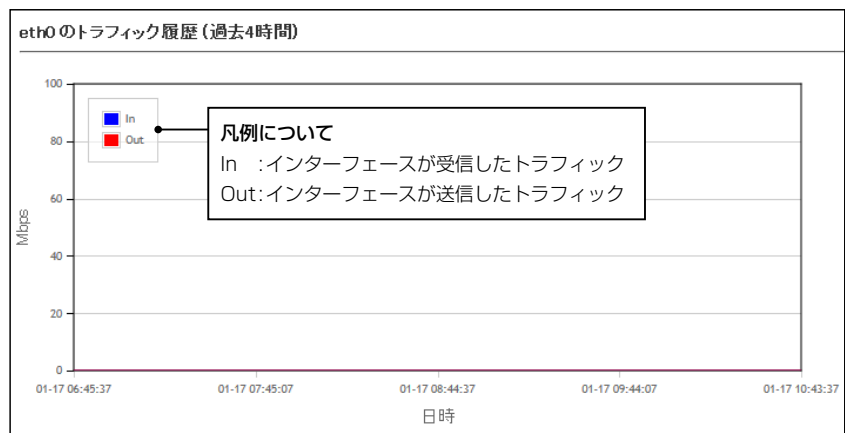 eth0のトラフィック履歴(過去4時間)
100
In
Out
凡例について
In :インターフェースが受信したトラフィック
Out:インターフェースが送信したトラフィック
80
60
Mbps
40
20
0
01-17 06:45:37 01-17 07:45:07 01-17 08:44:37 01-17 09:44:07 01-17 10:43:37
日時